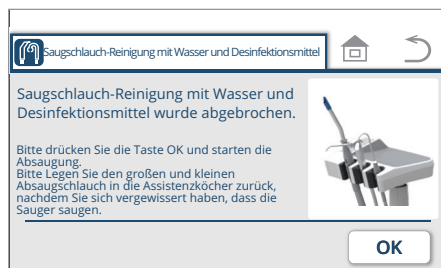 Saugschlauch-Reinigung mit Wasser und Desinfektionsmittel
Saugschlauch-Reinigung mit Wasser und
Desinfektionsmittel wurde abgebrochen.
Bitte drücken Sie die Taste OK und starten die
Absaugung.
Bitte Legen Sie den großen und kleinen
Absaugschlauch in die Assistenzköcher zurück,
nachdem Sie sich vergewissert haben, dass die
Sauger saugen.
OK